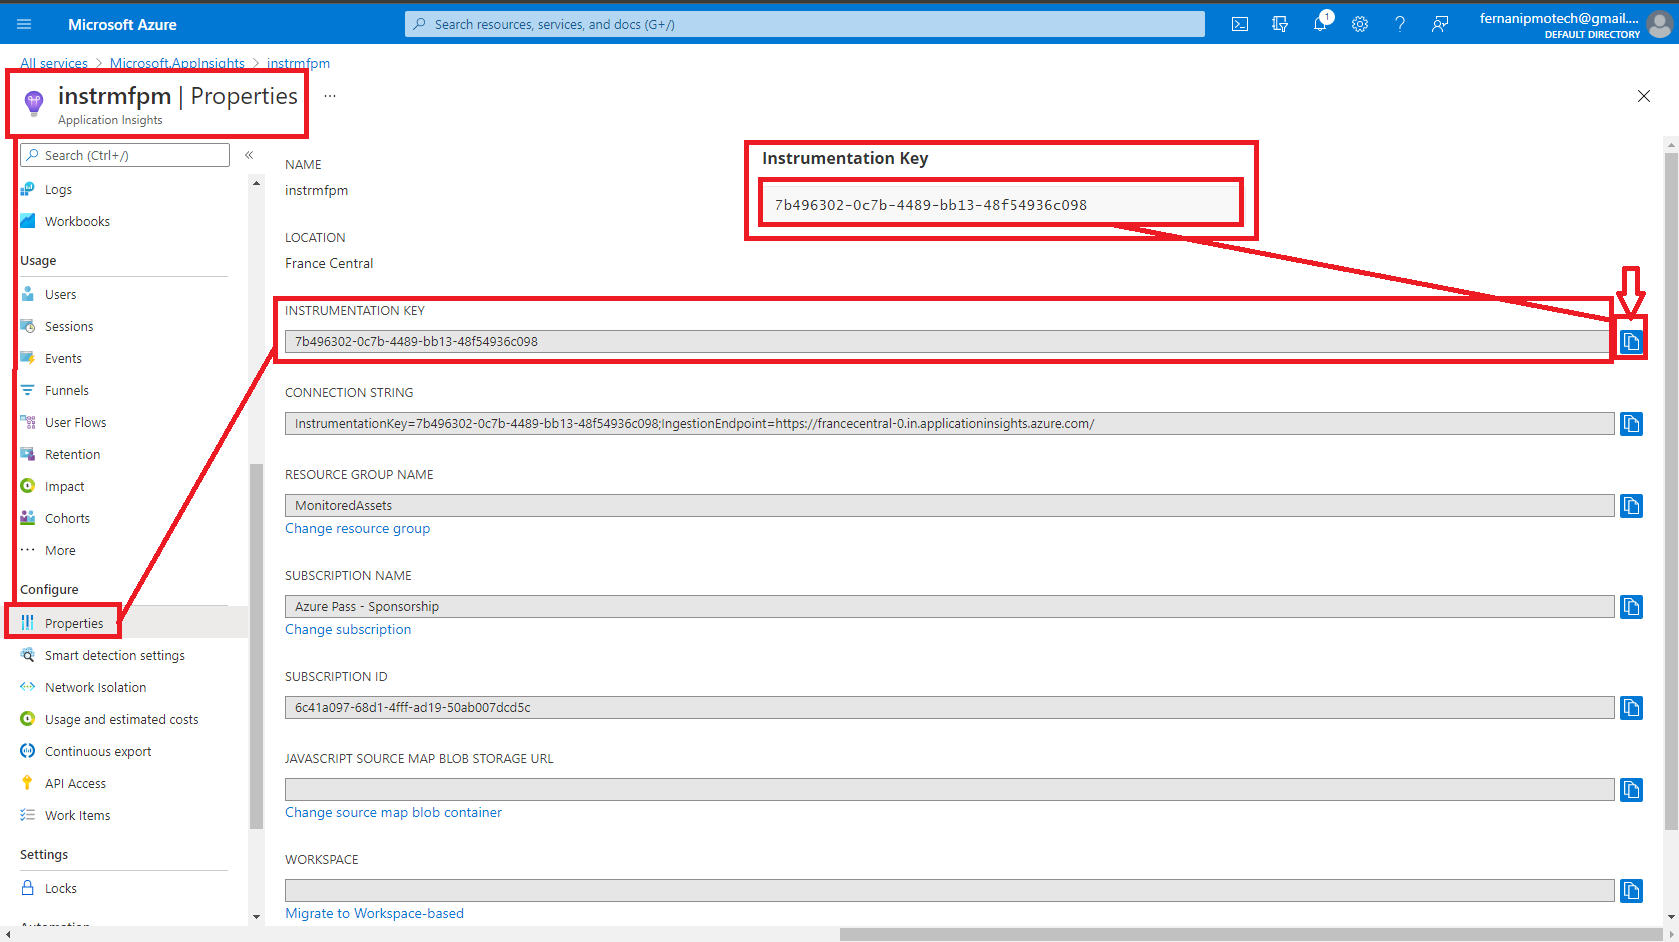 Microsoft Azure
Search resources, services, and docs (G+/)
1
fernanipmotech@gmail....
DEFAULT DIRECTORY
All services > Microsoft.AppInsights > instrmfpm
instrmfpm | Properties ...
Application Insights
Search (Ctrl+/)
«
Logs
Workbooks
Usage
Users
Sessions
Events
Funnels
User Flows
Retention
Impact
Cohorts
... More
Configure
Properties
Smart detection settings
Network Isolation
Usage and estimated costs
Continuous export
API Access
Work Items
Settings
Locks
Automation
NAME
instrmfpm
LOCATION
France Central
Instrumentation Key
7b496302-0c7b-4489-bb13-48f54936c098
INSTRUMENTATION KEY
7b496302-0c7b-4489-bb13-48f54936c098
CONNECTION STRING
InstrumentationKey=7b496302-0c7b-4489-bb13-48f54936c098;IngestionEndpoint=https://francecentral-0.in.applicationinsights.azure.com/
RESOURCE GROUP NAME
MonitoredAssets
Change resource group
SUBSCRIPTION NAME
Azure Pass - Sponsorship
Change subscription
SUBSCRIPTION ID
6c41a097-68d1-4fff-ad19-50ab007dcd5c
JAVASCRIPT SOURCE MAP BLOB STORAGE URL
Change source map blob container
WORKSPACE
Migrate to Workspace-based